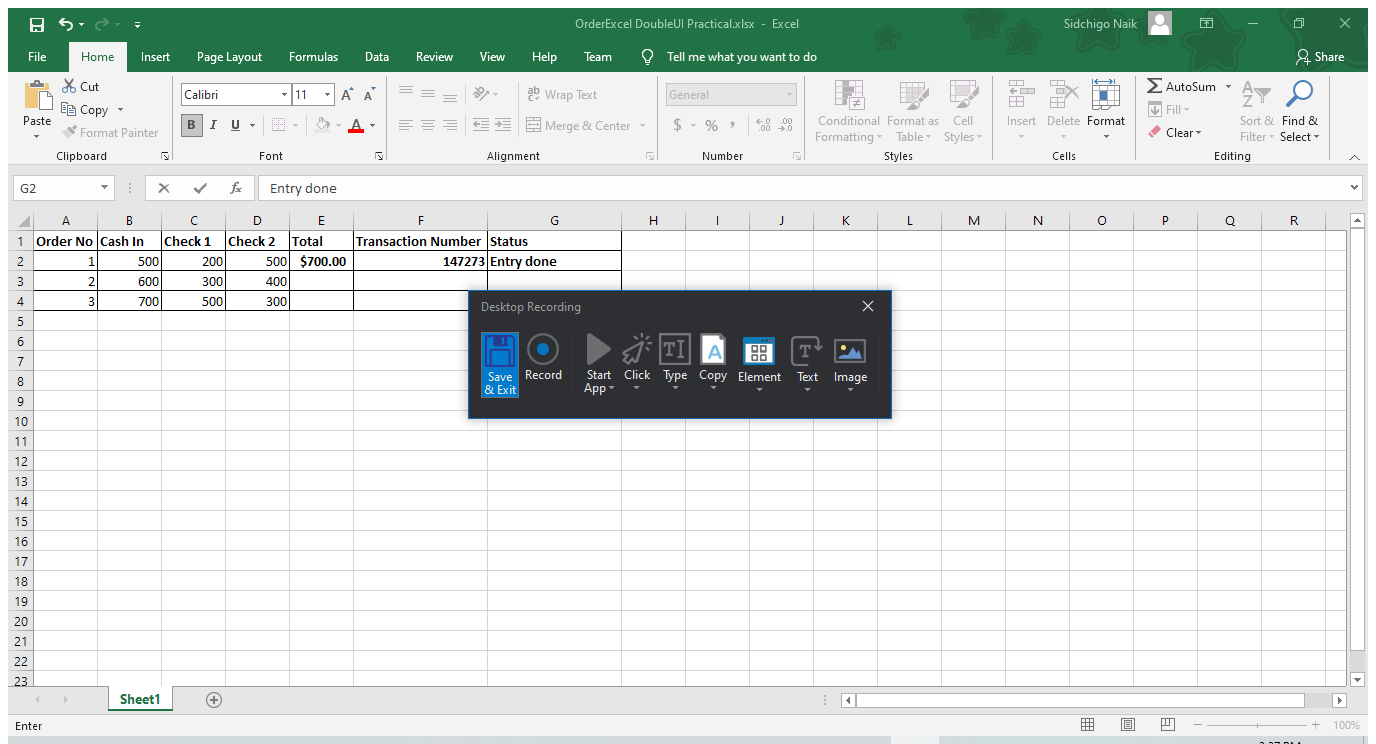 OrderExcel DoubleUI Practical.xlsx - Excel
Sidchigo Naik
File Home Insert Page Layout Formulas Data Review View Help Team Tell me what you want to do Share
Paste
Cut
Copy
Format Painter
Clipboard
Calibri 11 A A
B I U A
Font
ab Wrap Text
Merge & Center
Alignment
General
$ % ,
Number
Conditional Formatting
Format as Table
Cell Styles
Styles
Insert Delete Format
Cells
AutoSum
Fill
Clear
Sort & Filter
Find & Select
Editing
G2 fx Entry done
A B C D E F G H I J K L M N O P Q R
1 Order No Cash In Check 1 Check 2 Total Transaction Number Status
2 1 500 200 500 $700.00 147273 Entry done
3 2 600 300 400
4 3 700 500 300
5
6
7
8
9
10
11
12
13
14
15
16
17
18
19
20
21
22
23
Desktop Recording
Save & Exit
Record
Start App
Click
Type
Copy
Element
Text
Image
Sheet1
Enter
100%